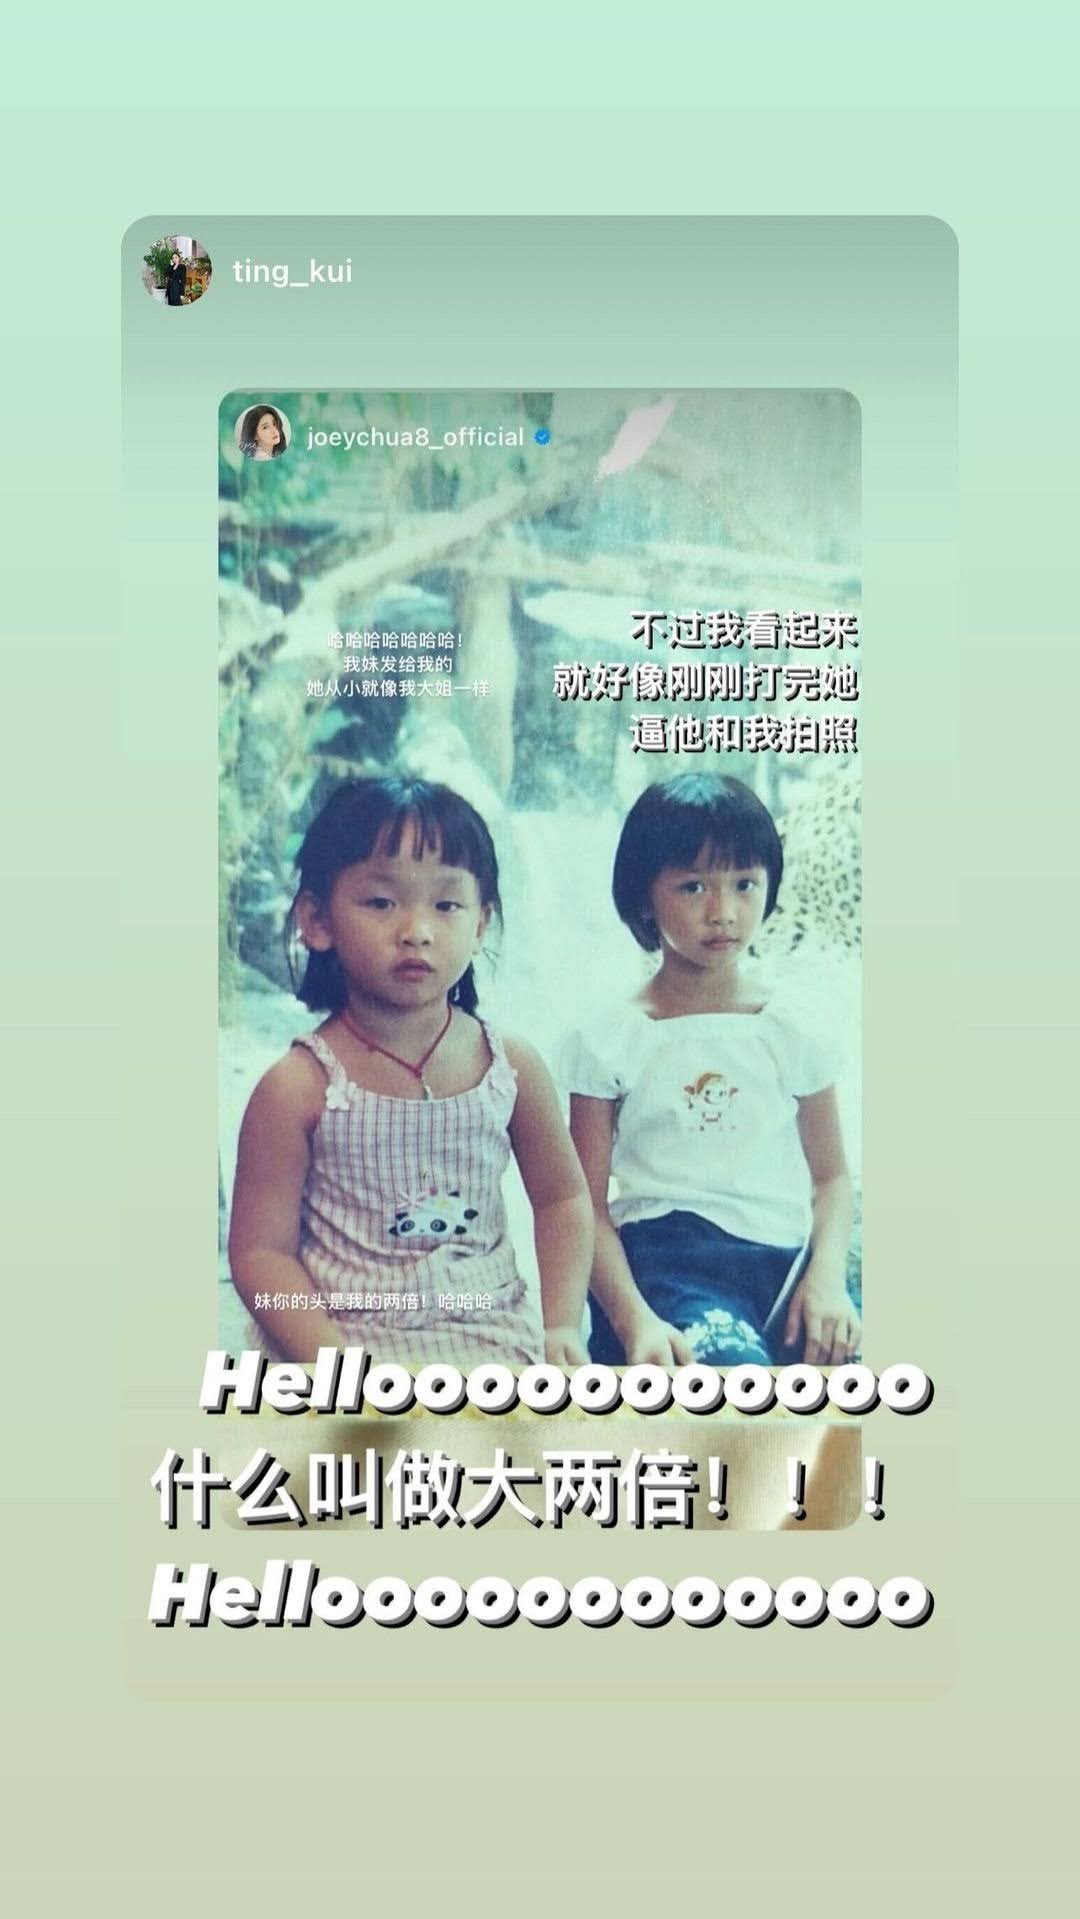 ting_kui
joeychua8_official
不过我看起来
就好像刚刚打完她
逼他和我拍照
哈哈哈哈哈哈哈！
我妹发给我的
她从小就像我大姐一样
妹你的头是我的两倍！哈哈哈
Hellooooooooooooo
什么叫做大两倍！！！
Helloooooooooooooo